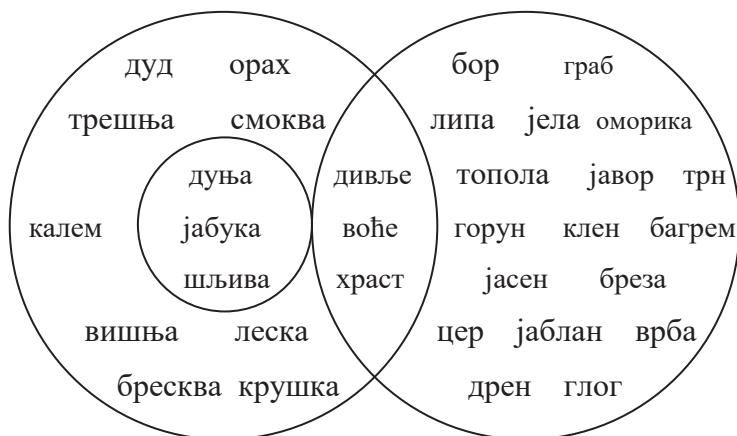 дуд орах бор граб
трешња смоква липа јела оморика
дуња дивље топола јавор трн
калем јабука воће горун клен багрем
шљива храст јасен бреза
вишња леска цер јаблан врба
бресква крушка дрен глог